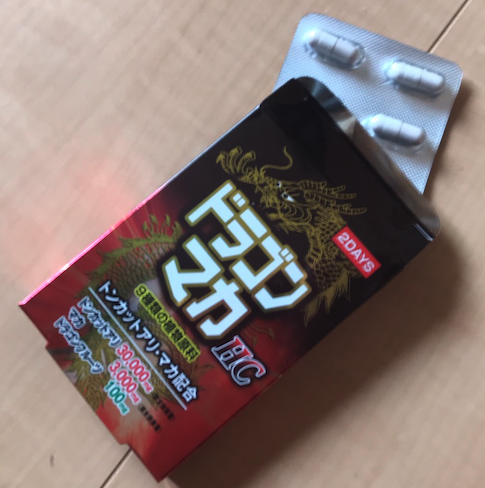 2DAYS
ドラゴン
マカ
HC
9種類の植物原料
トンカットアリ・マカ配合
トンカットアリ 30,000mg
マカ 3,000mg
ドラゴンフルーツ 100mg